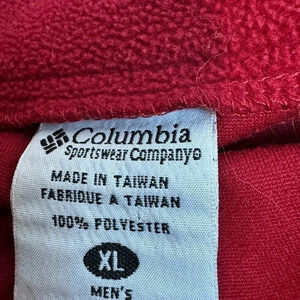 Columbia
Sportswear Company®
MADE IN TAIWAN
FABRIQUE A TAIWAN
100% POLYESTER
XL
MEN'S